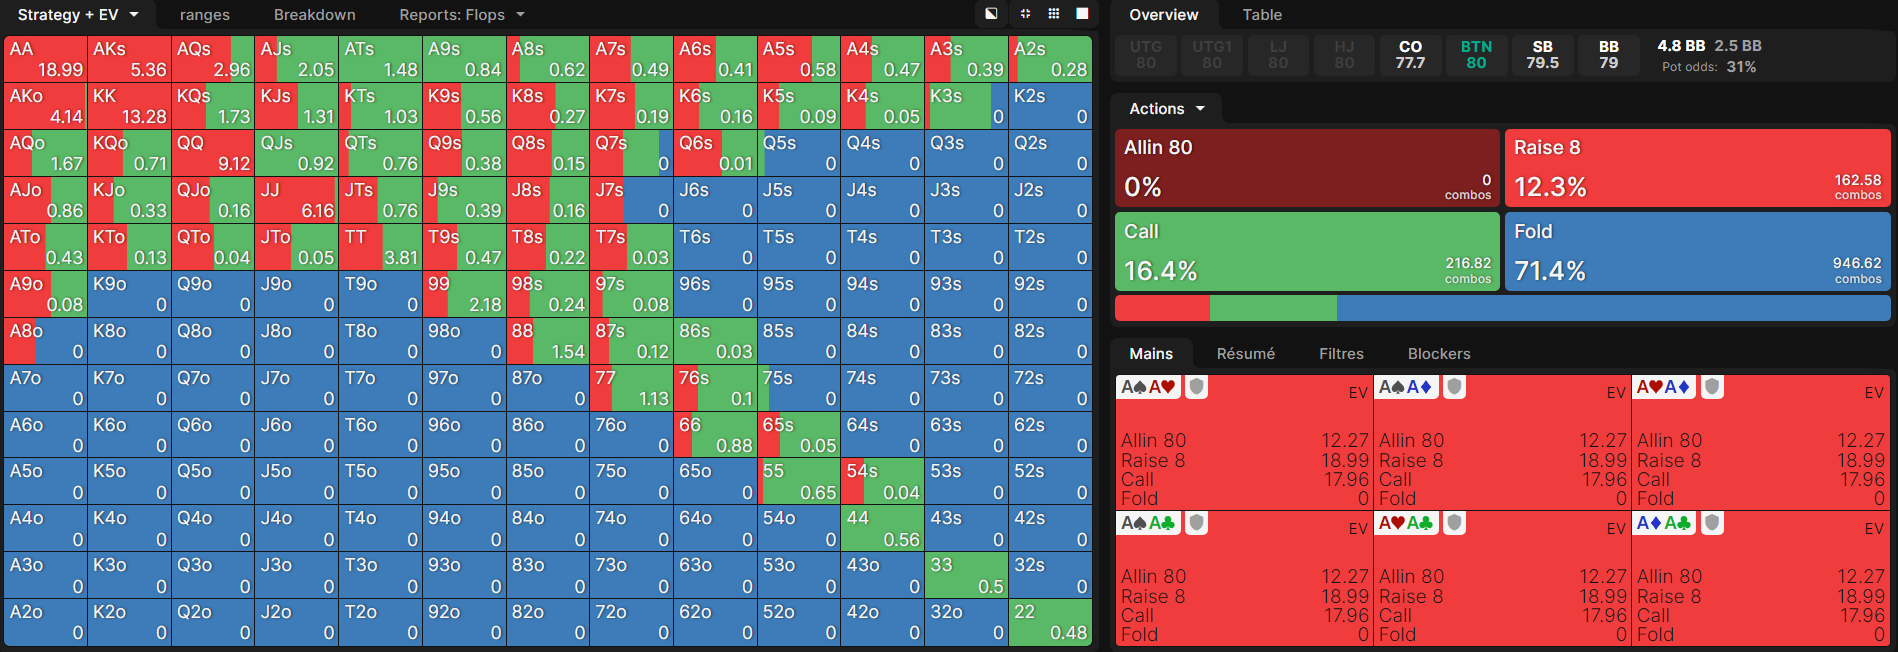 Strategy + EV ranges Breakdown Reports: Flops
AA AKs AQs AJs ATs A9s A8s A7s A6s A5s A4s A3s A2s
18.99 5.36 2.96 2.05 1.48 0.84 0.62 0.49 0.41 0.58 0.47 0.39 0.28
AKo KK KQs KJs KTs K9s K8s K7s K6s K5s K4s K3s K2s
4.14 13.28 1.73 1.31 1.03 0.56 0.27 0.19 0.16 0.09 0.05 0 0
AQo KQo QQ QJs QTs Q9s Q8s Q7s Q6s Q5s Q4s Q3s Q2s
1.67 0.71 9.12 0.92 0.76 0.38 0.15 0 0.01 0 0 0 0
AJo KJo QJo JJ JTs J9s J8s J7s J6s J5s J4s J3s J2s
0.86 0.33 0.16 6.16 0.76 0.39 0.16 0 0 0 0 0 0
ATo KTo QTo JTo TT T9s T8s T7s T6s T5s T4s T3s T2s
0.43 0.13 0.04 0.05 3.81 0.47 0.22 0.03 0 0 0 0 0
A9o K9o Q9o J9o T9o 99 98s 97s 96s 95s 94s 93s 92s
0.08 0 0 0 0 2.18 0.24 0.08 0 0 0 0 0
A8o K8o Q8o J8o T8o 98o 88 87s 86s 85s 84s 83s 82s
0 0 0 0 0 0 1.54 0.12 0.03 0 0 0 0
A7o K7o Q7o J7o T7o 97o 87o 77 76s 75s 74s 73s 72s
0 0 0 0 0 0 0 1.13 0.1 0 0 0 0
A6o K6o Q6o J6o T6o 96o 86o 76o 66 65s 64s 63s 62s
0 0 0 0 0 0 0 0 0.88 0.05 0 0 0
A5o K5o Q5o J5o T5o 95o 85o 75o 65o 55 54s 53s 52s
0 0 0 0 0 0 0 0 0 0.65 0.04 0 0
A4o K4o Q4o J4o T4o 94o 84o 74o 64o 54o 44 43s 42s
0 0 0 0 0 0 0 0 0 0 0.56 0 0
A3o K3o Q3o J3o T3o 93o 83o 73o 63o 53o 43o 33 32s
0 0 0 0 0 0 0 0 0 0 0 0.5 0
A2o K2o Q2o J2o T2o 92o 82o 72o 62o 52o 42o 32o 22
0 0 0 0 0 0 0 0 0 0 0 0 0.48
Overview Table
UTG UTG1 LJ HJ CO BTN SB BB 4.8 BB 2.5 BB
80 80 80 80 77.7 80 79.5 79 Pot odds: 31%
Actions
Allin 80 Raise 8
0% 0 combos 12.3% 162.58 combos
Call Fold
16.4% 216.82 combos 71.4% 946.62 combos
Mains Résumé Filtres Blockers
A♠A♥ EV A♠A♦ EV A♥A♦ EV
Allin 80 12.27 Allin 80 12.27 Allin 80 12.27
Raise 8 18.99 Raise 8 18.99 Raise 8 18.99
Call 17.96 Call 17.96 Call 17.96
Fold 0 Fold 0 Fold 0
A♠A♣ EV A♥A♣ EV A♦A♣ EV
Allin 80 12.27 Allin 80 12.27 Allin 80 12.27
Raise 8 18.99 Raise 8 18.99 Raise 8 18.99
Call 17.96 Call 17.96 Call 17.96
Fold 0 Fold 0 Fold 0